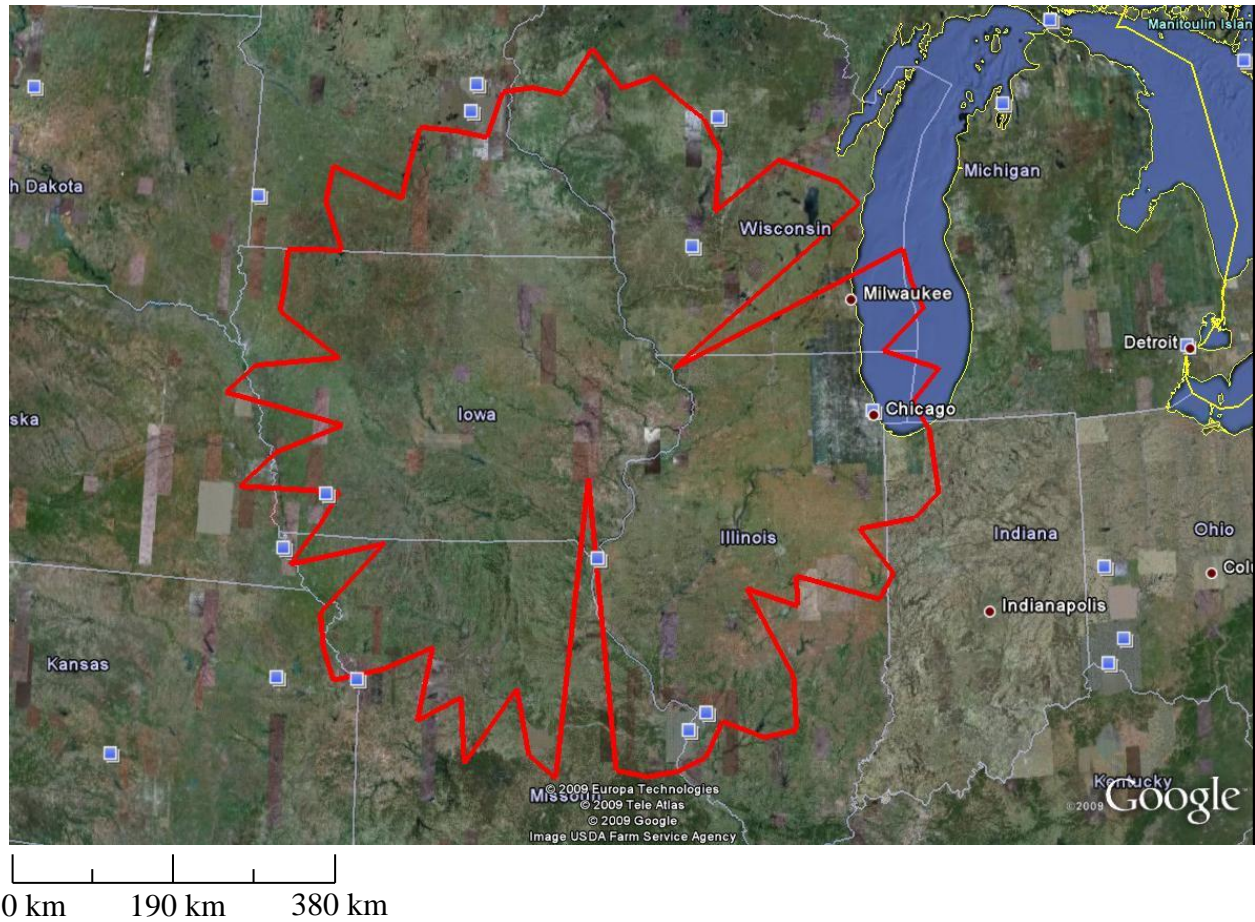 Manitoulin Islan
h Dakota
Michigan
Wisconsin
Milwaukee
Detroit
Chicago
ska
Iowa
Illinois
Indiana
Ohio
Colu
Indianapolis
Kansas
Kentucky
Missouri
© 2009 Europa Technologies
© 2009 Tele Atlas
© 2009 Google
Image USDA Farm Service Agency
©2009 Google
0 km 190 km 380 km